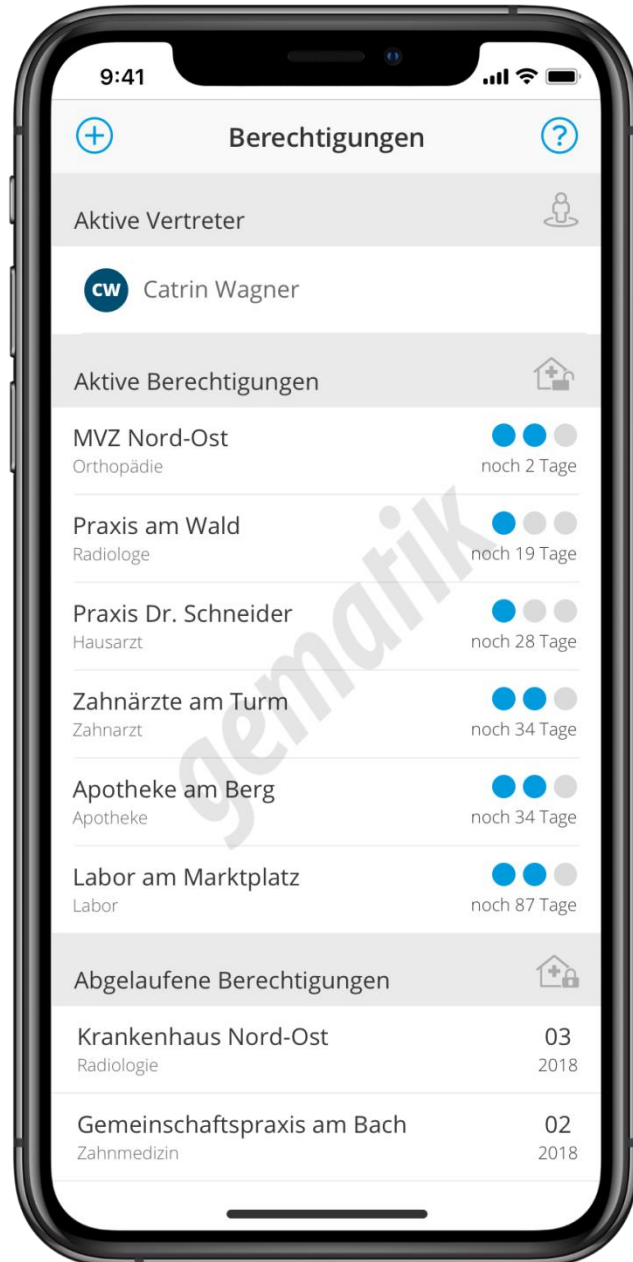 9:41
Berechtigungen
?
Aktive Vertreter
CW Catrin Wagner
Aktive Berechtigungen
MVZ Nord-Ost
Orthopädie noch 2 Tage
Praxis am Wald
Radiologe noch 19 Tage
Praxis Dr. Schneider
Hausarzt noch 28 Tage
Zahnärzte am Turm
Zahnarzt noch 34 Tage
Apotheke am Berg
Apotheke noch 34 Tage
Labor am Marktplatz
Labor noch 87 Tage
gematik
Abgelaufene Berechtigungen
Krankenhaus Nord-Ost 03
Radiologie 2018
Gemeinschaftspraxis am Bach 02
Zahnmedizin 2018